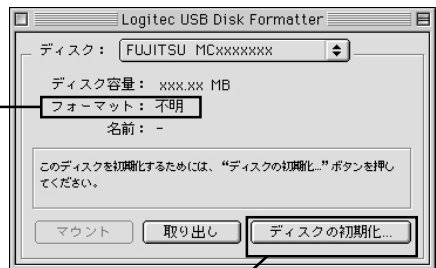 Logitec USB Disk Formatter
ディスク： FUJITSU MCxxxxxxx
ディスク容量： xxx.xx MB
フォーマット： 不明
名前： -
このディスクを初期化するためには、“ディスクの初期化...”ボタンを押し
てください。
マウント 取り出し ディスクの初期化...